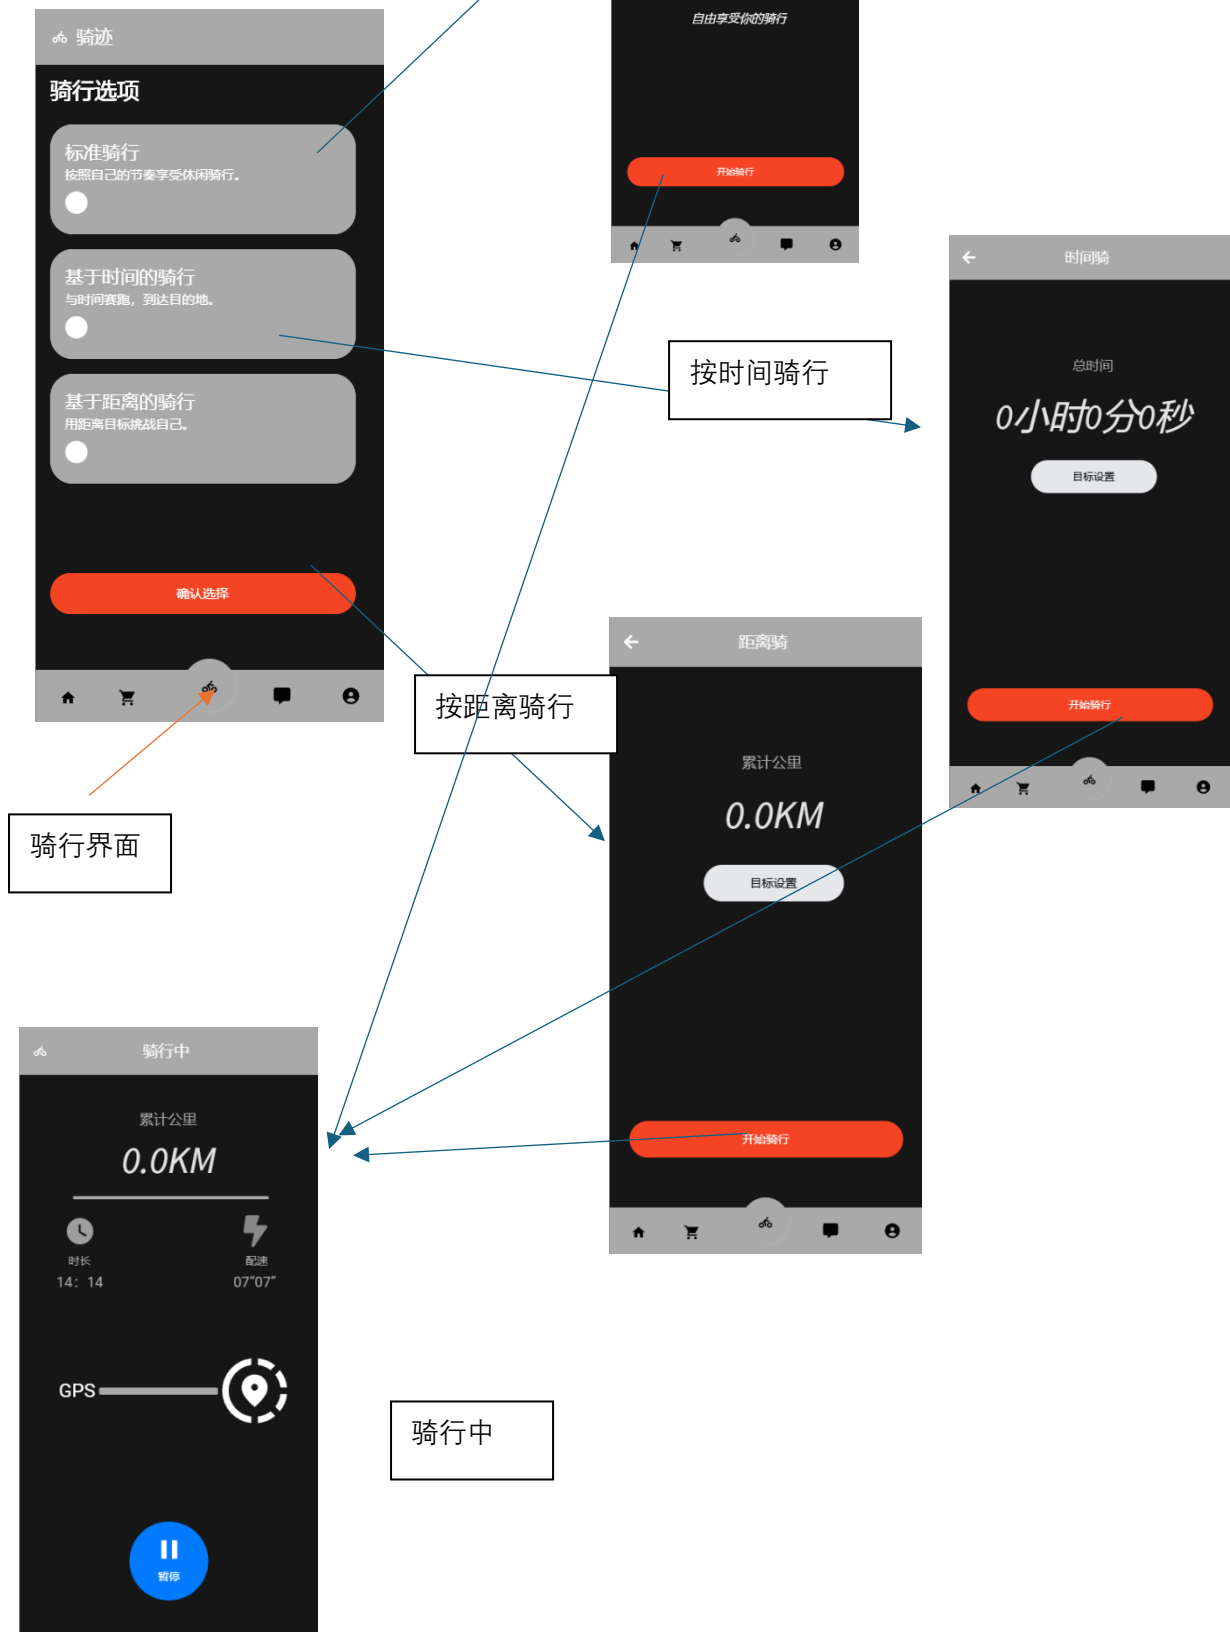 自由享受你的骑行
开始骑行
骑迹
骑行选项
标准骑行
按照自己的节奏享受休闲骑行。
基于时间的骑行
与时间赛跑，到达目的地。
基于距离的骑行
用距离目标挑战自己。
确认选择
按时间骑行
时间骑
总时间
0小时0分0秒
目标设置
开始骑行
按距离骑行
距离骑
累计公里
0.0KM
目标设置
开始骑行
骑行界面
骑行中
累计公里
0.0KM
时长
配速
14：14
07"07"
GPS
暂停
骑行中